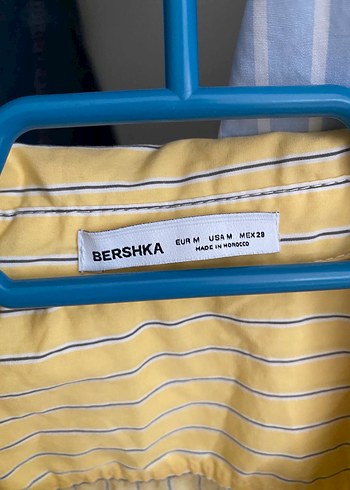 BERSHKA EUR M USA M MEX 28
MADE IN MOROCCO